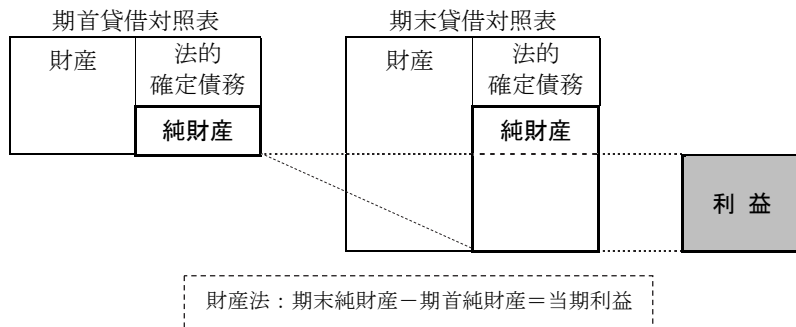 期首貸借対照表
財産
法的
確定債務
純財産
期末貸借対照表
財産
法的
確定債務
純財産
利 益
財産法：期末純財産－期首純財産＝当期利益